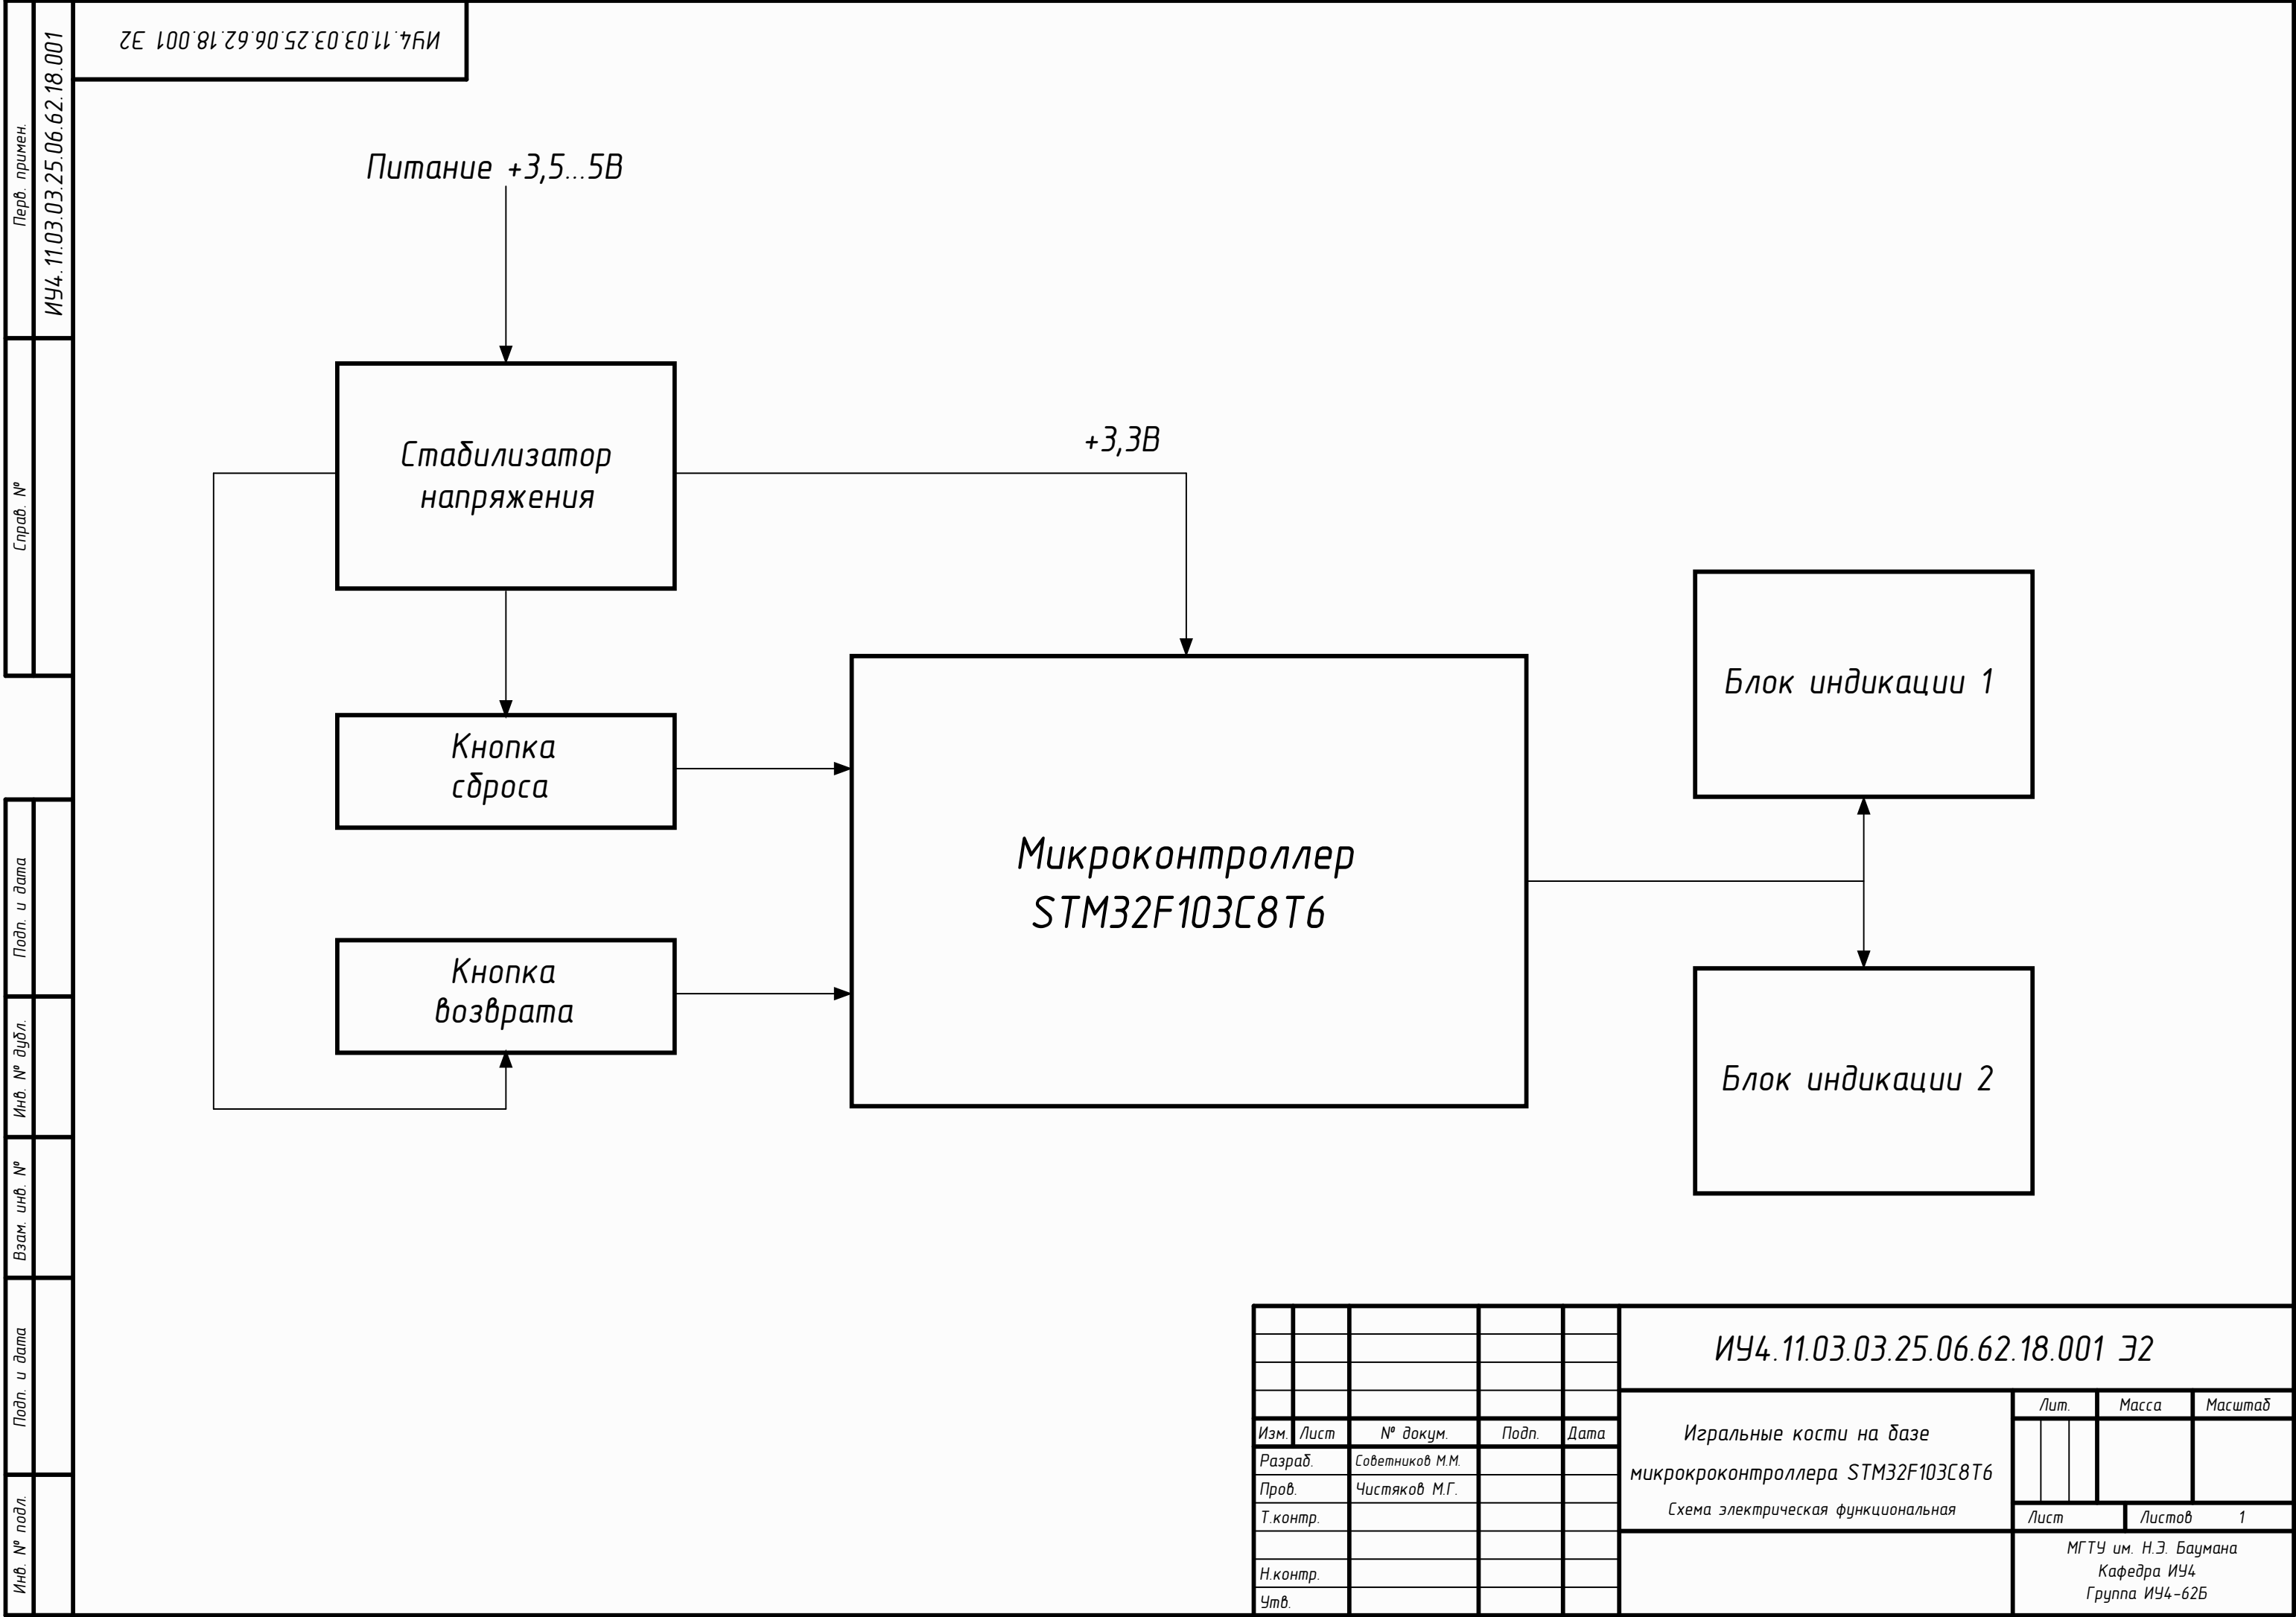 ИУ4.11.03.03.25.06.62.18.001 Э2
Перв. примен.
ИУ4.11.03.03.25.06.62.18.001
Справ. №
Подп. и дата
Инв. № дубл.
Взам. инв. №
Подп. и дата
Инв. № подл.
Питание +3,5...5В
Стабилизатор
напряжения
+3,3В
Кнопка
сброса
Кнопка
возврата
Микроконтроллер
STM32F103C8T6
Блок индикации 1
Блок индикации 2
ИУ4.11.03.03.25.06.62.18.001 Э2
Изм. Лист № докум. Подп. Дата
Разраб. Советников М.М.
Пров. Чистяков М.Г.
Т.контр.
Н.контр.
Утв.
Игральные кости на базе
микрокроконтроллера STM32F103C8T6
Схема электрическая функциональная
Лит. Масса Масштаб
Лист Листов 1
МГТУ им. Н.Э. Баумана
Кафедра ИУ4
Группа ИУ4-62Б